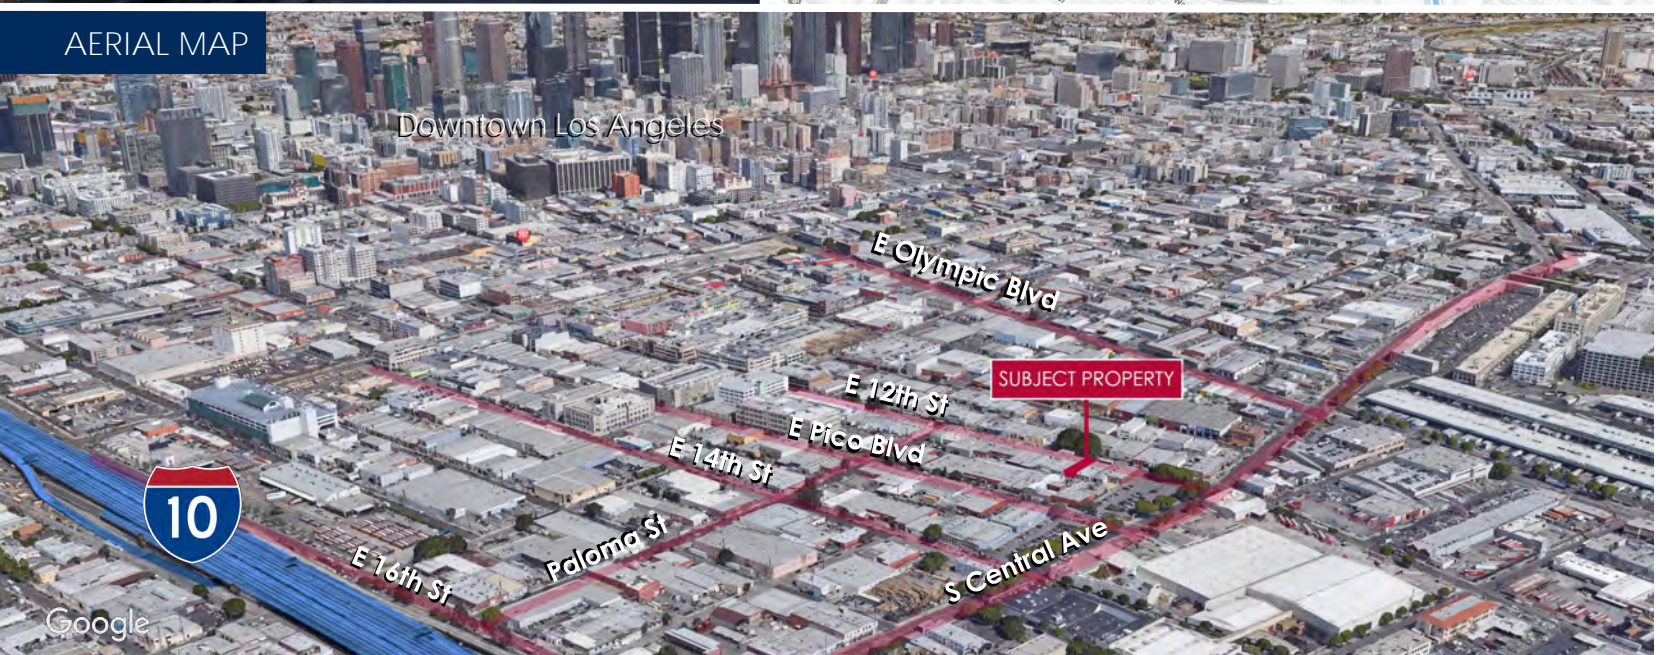 AERIAL MAP
Downtown Los Angeles
E Olympic Blvd
SUBJECT PROPERTY
E 12th St
E Pico Blvd
E 14th St
10
Paloma St
E 16th St
S Central Ave
Google